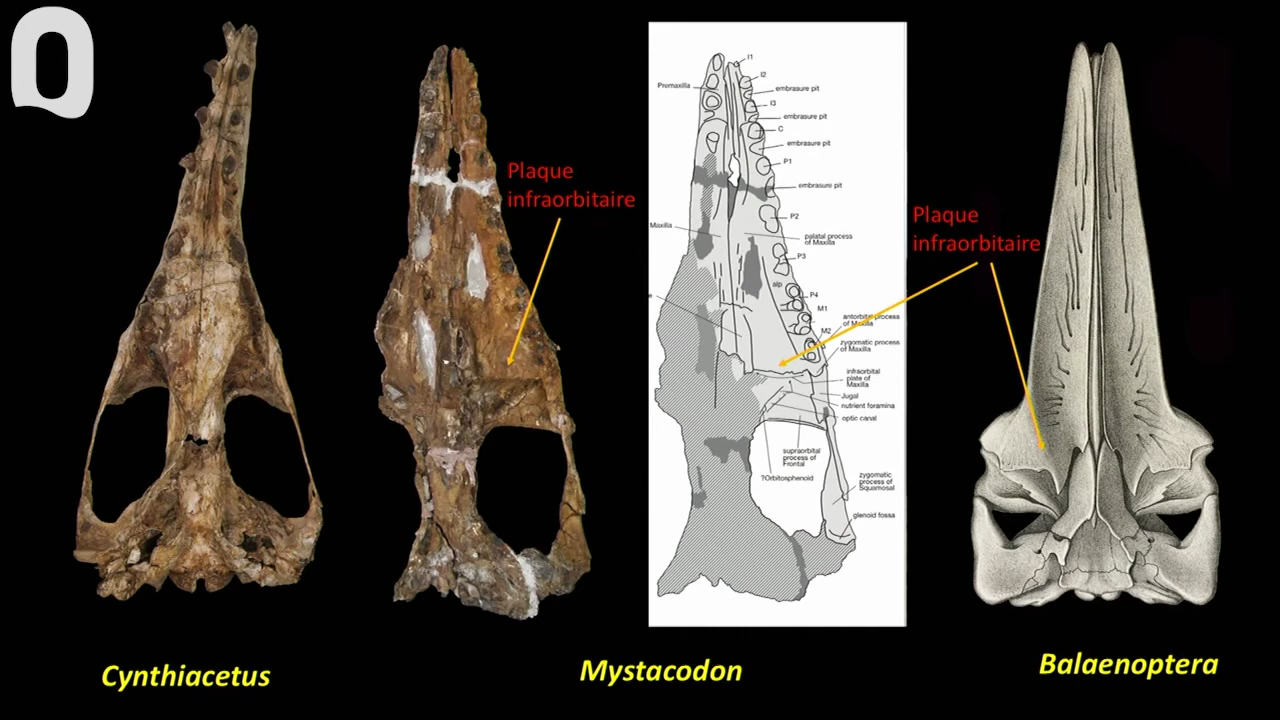 Q
Plaque
infraorbitaire
Plaque
infraorbitaire
Premaxilla
I1
I2
embrasure pit
I3
embrasure pit
C
embrasure pit
P1
embrasure pit
P2
Maxilla
palatal process
of Maxilla
P3
alp
P4
M1
antorbital process
of Maxilla
M2
zygomatic process
of Maxilla
infraorbital
plate of
Maxilla
Jugal
nutrient foramina
optic canal
supraorbital
process of
Frontal
?Orbitosphenoid
zygomatic
process of
Squamosal
glenoid fossa
Cynthiacetus
Mystacodon
Balaenoptera